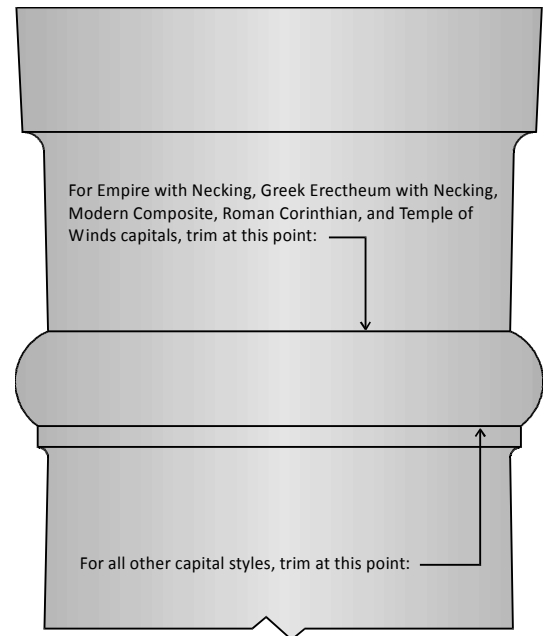 For Empire with Necking, Greek Erectheum with Necking,
Modern Composite, Roman Corinthian, and Temple of
Winds capitals, trim at this point:
For all other capital styles, trim at this point: